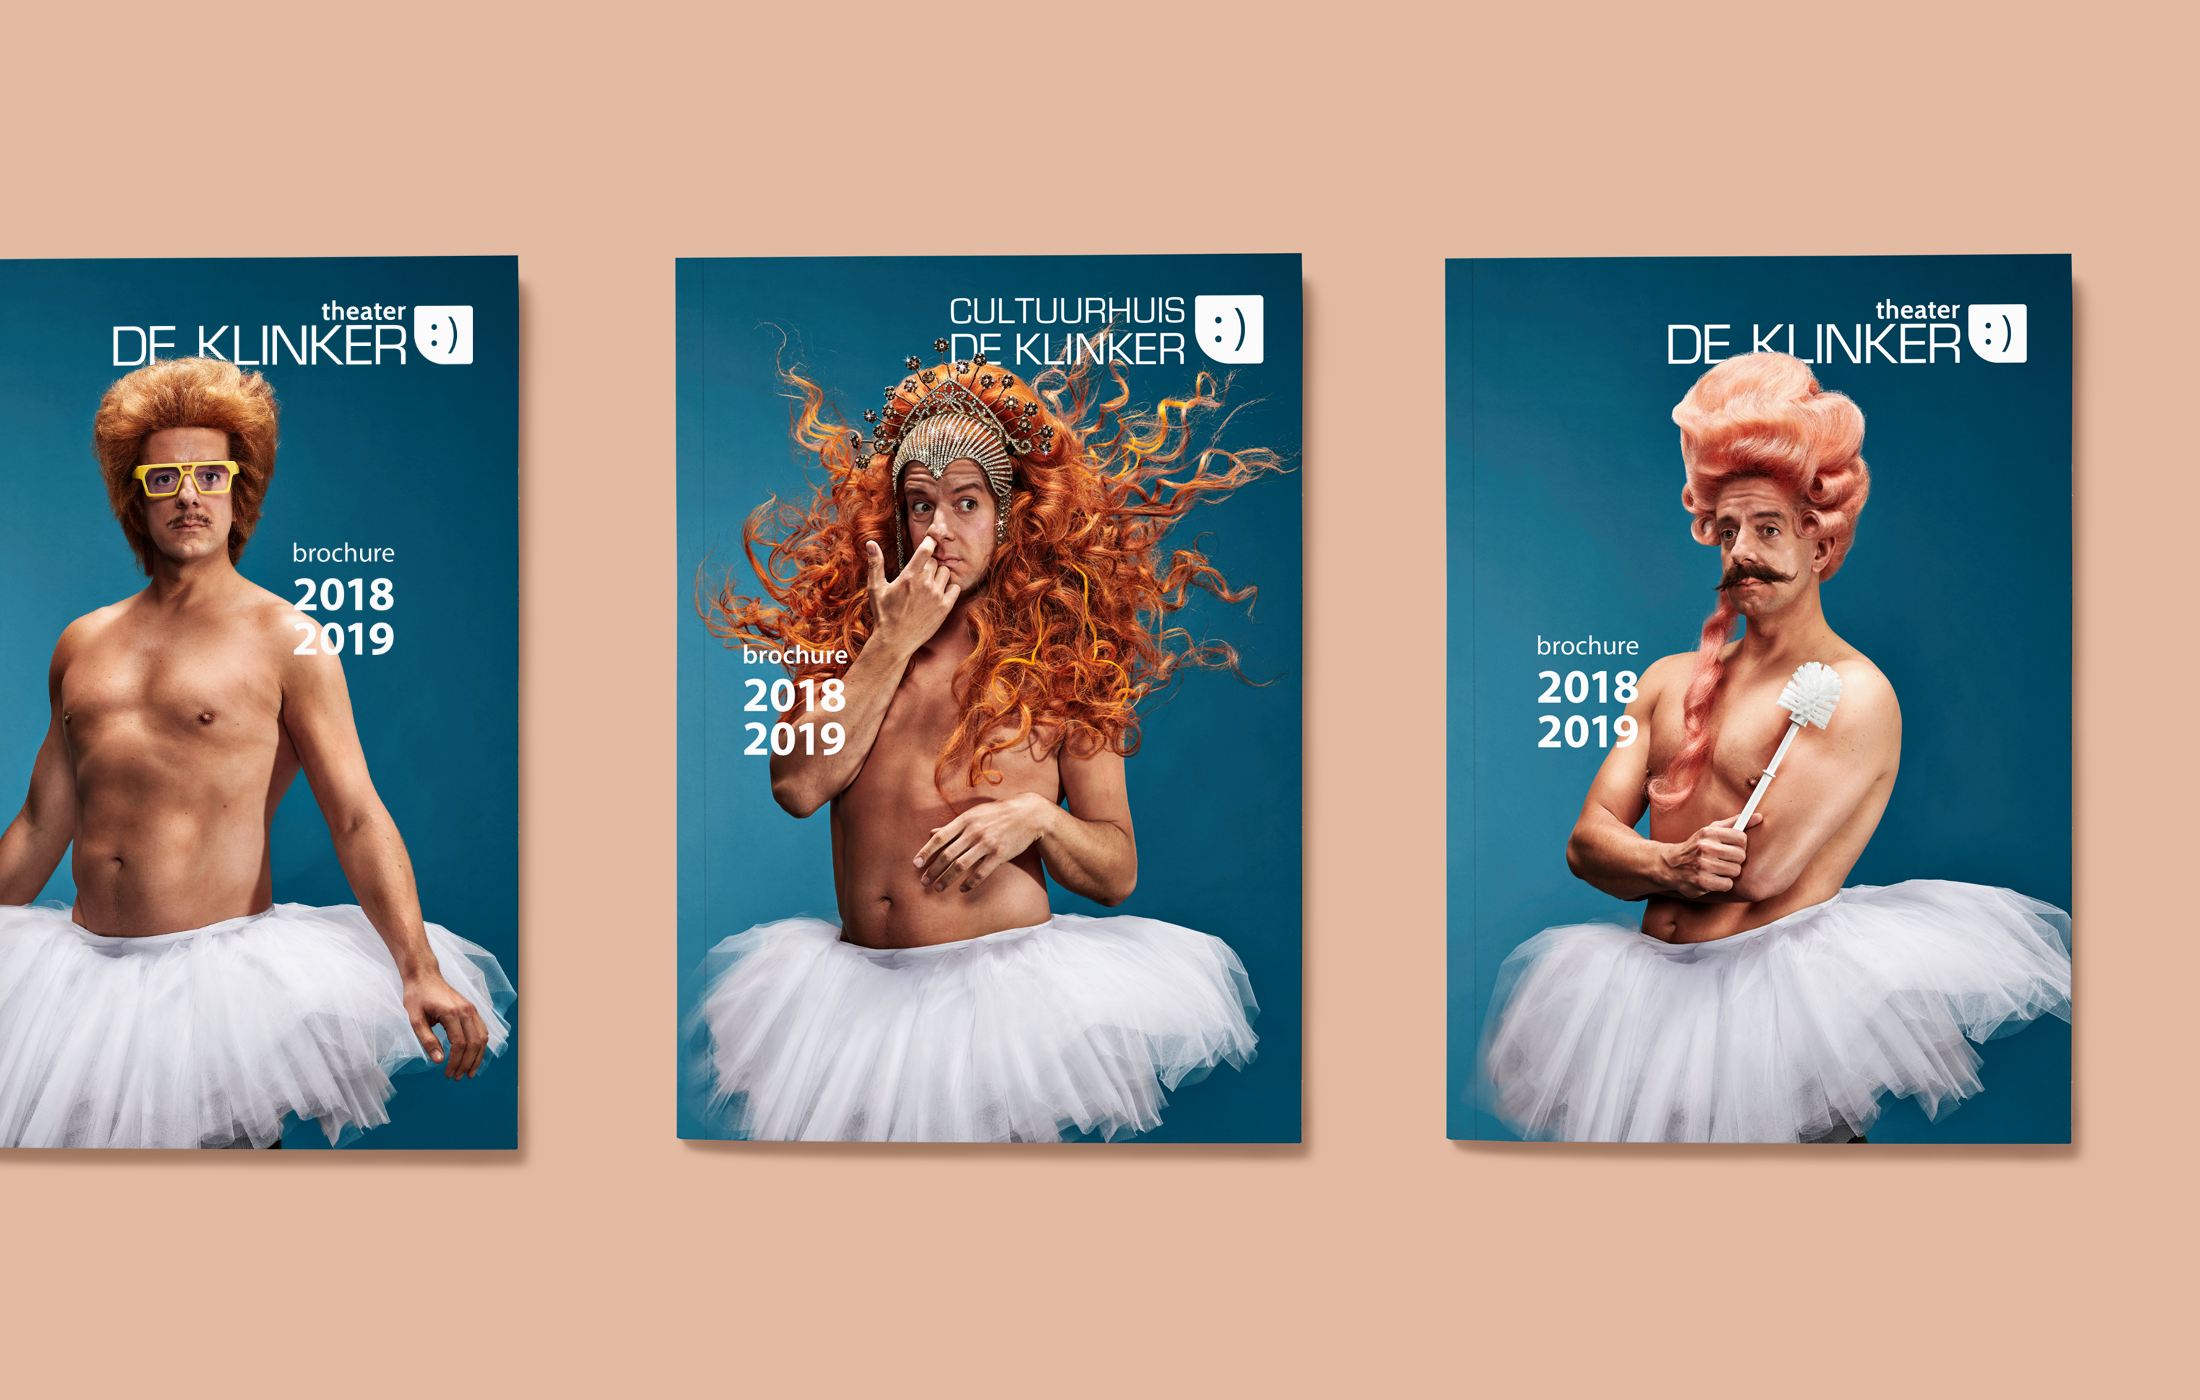 theater
DE KLINKER
:)
brochure
2018
2019
CULTUURHUIS
DE KLINKER
:)
brochure
2018
2019
theater
DE KLINKER
:)
brochure
2018
2019